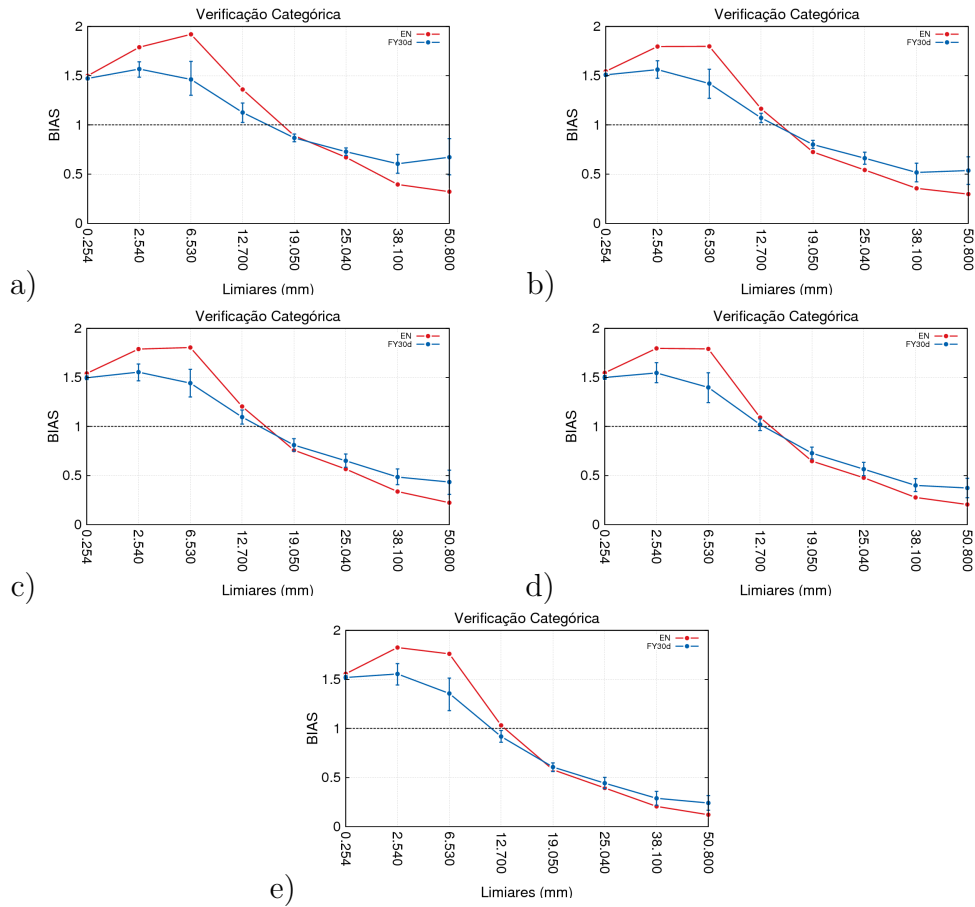 Verificação Categórica
EN
FY30d
BIAS
2
1.5
1
0.5
0
0.254
2.540
6.530
12.700
19.050
25.040
38.100
50.800
Limiares (mm)
a)
Verificação Categórica
EN
FY30d
BIAS
2
1.5
1
0.5
0
0.254
2.540
6.530
12.700
19.050
25.040
38.100
50.800
Limiares (mm)
b)
Verificação Categórica
EN
FY30d
BIAS
2
1.5
1
0.5
0
0.254
2.540
6.530
12.700
19.050
25.040
38.100
50.800
Limiares (mm)
c)
Verificação Categórica
EN
FY30d
BIAS
2
1.5
1
0.5
0
0.254
2.540
6.530
12.700
19.050
25.040
38.100
50.800
Limiares (mm)
d)
Verificação Categórica
EN
FY30d
BIAS
2
1.5
1
0.5
0
0.254
2.540
6.530
12.700
19.050
25.040
38.100
50.800
Limiares (mm)
e)